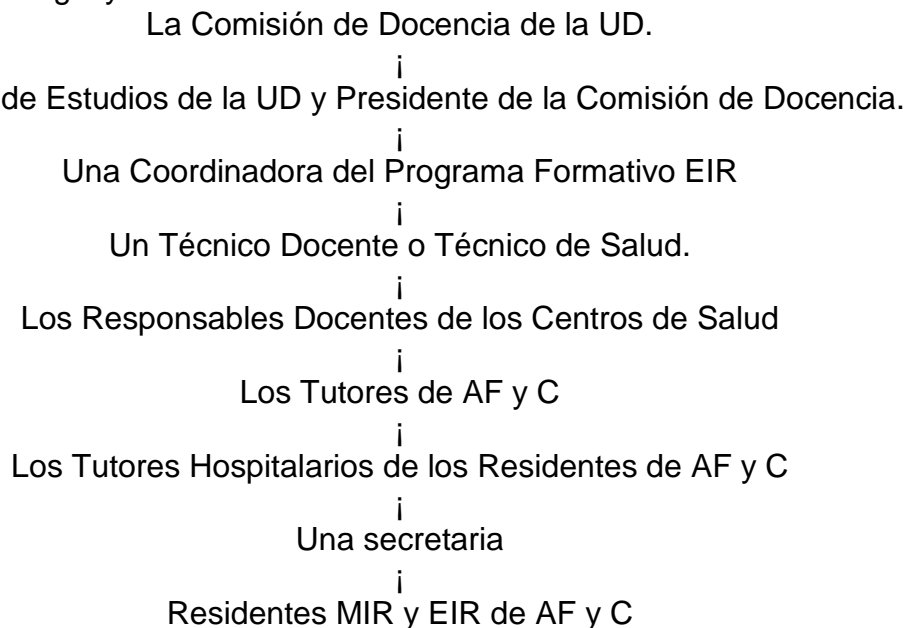 La Comisión de Docencia de la UD.
¡
de Estudios de la UD y Presidente de la Comisión de Docencia.
¡
Una Coordinadora del Programa Formativo EIR
¡
Un Técnico Docente o Técnico de Salud.
¡
Los Responsables Docentes de los Centros de Salud
¡
Los Tutores de AF y C
¡
Los Tutores Hospitalarios de los Residentes de AF y C
¡
Una secretaria
¡
Residentes MIR y EIR de AF y C